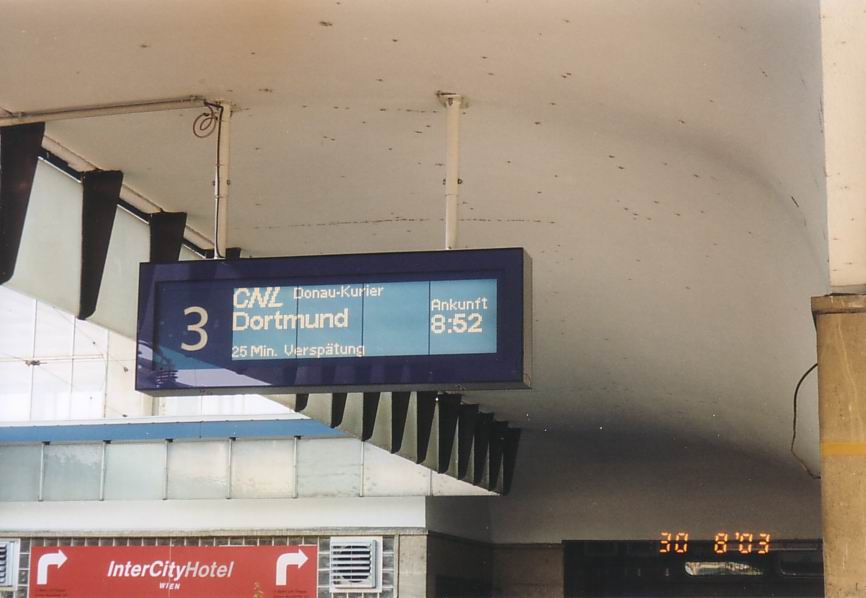 3
CNL Donau-Kurier
Dortmund
Ankunft
8:52
25 Min. Verspätung
InterCityHotel
WIEN
30 8'03